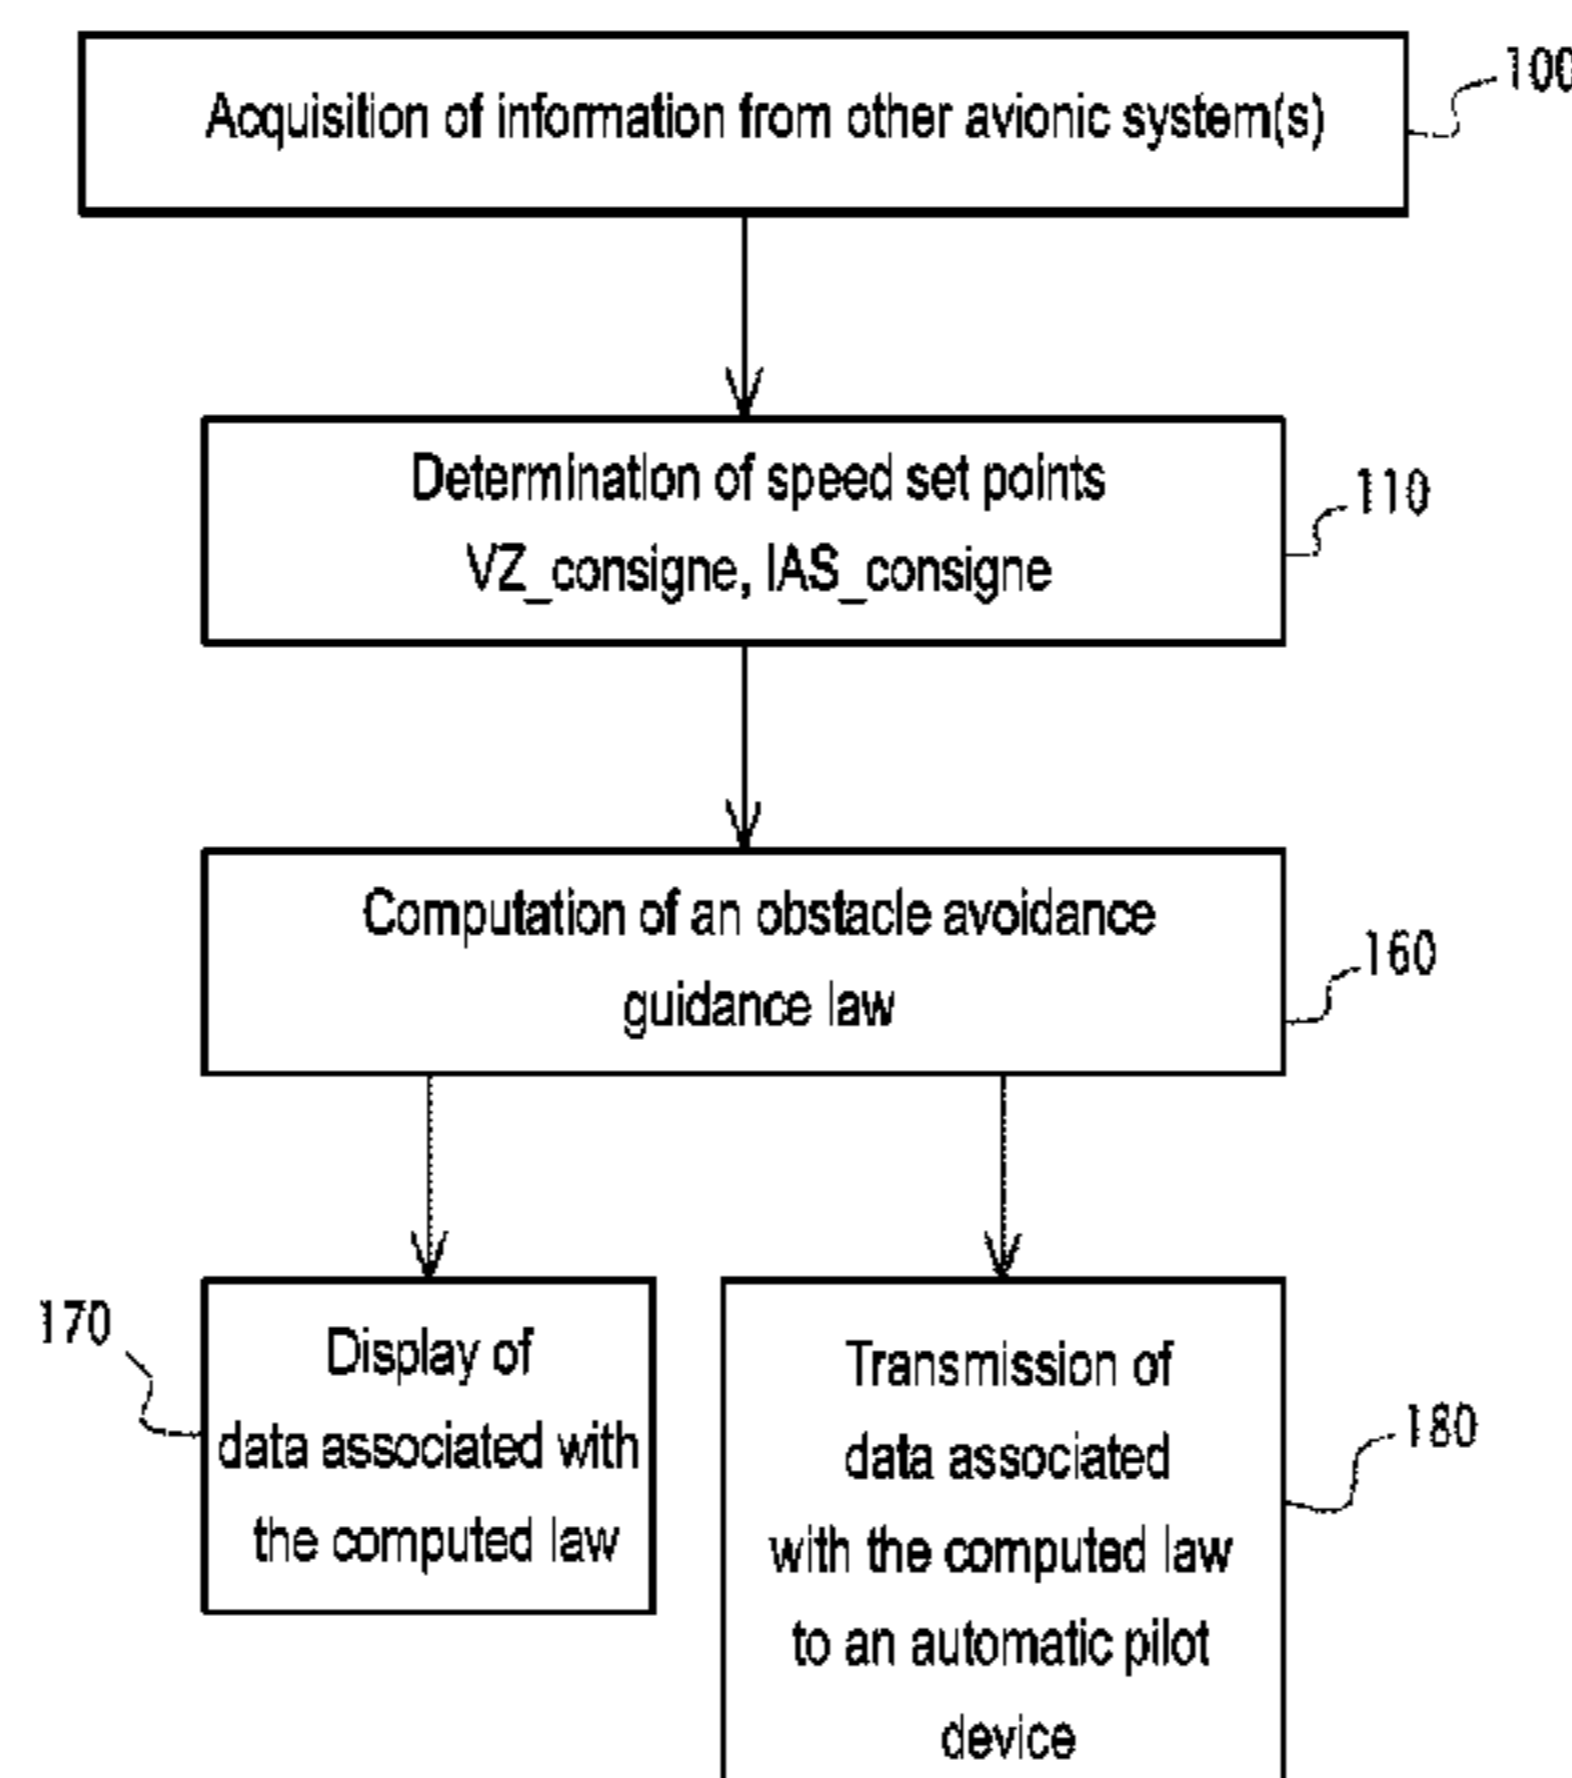 Acquisition of information from other avionic system(s)
100
Determination of speed set points
VZ_consigne, IAS_consigne
110
Computation of an obstacle avoidance
guidance law
160
170
Display of
data associated with
the computed law
Transmission of
data associated
with the computed law
to an automatic pilot
device
180